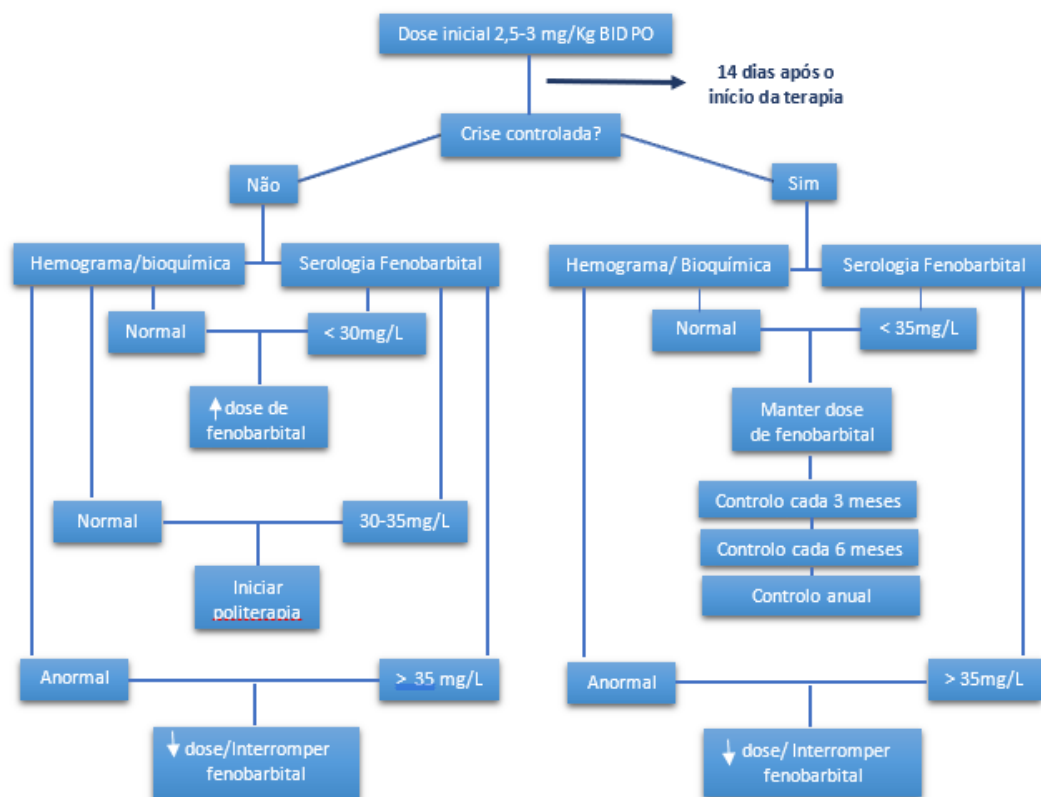 Dose inicial 2,5-3 mg/Kg BID PO
14 dias após o
início da terapia
Crise controlada?
Não
Sim
Hemograma/bioquímica
Serologia Fenobarbital
Hemograma/ Bioquímica
Serologia Fenobarbital
Normal
< 30mg/L
Normal
< 35mg/L
↑ dose de
fenobarbital
Manter dose
de fenobarbital
Normal
30-35mg/L
Controlo cada 3 meses
Controlo cada 6 meses
Iniciar
politerapia
Controlo anual
Anormal
> 35 mg/L
Anormal
> 35mg/L
↓ dose/Interromper
fenobarbital
↓ dose/ Interromper
fenobarbital